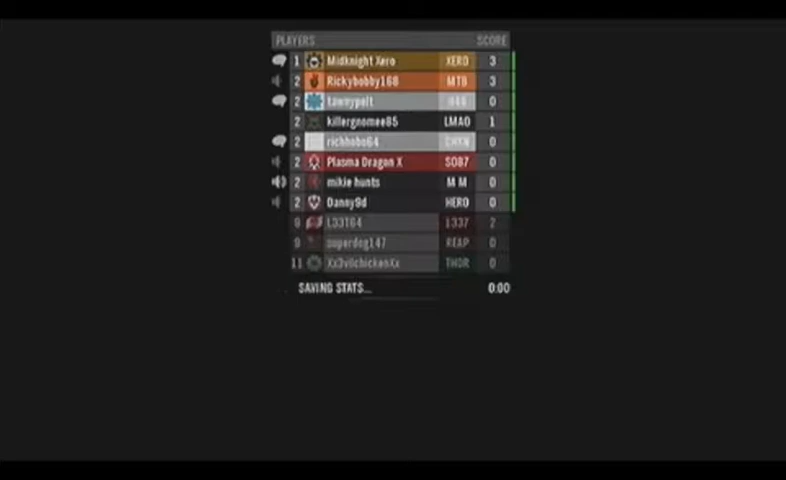 PLAYERS SCORE
1 Midknight Xero XERO 3
2 Rickybobby168 MTB 3
2 tawnypelt 0
2 killergnomee85 LMAO 1
2 richhobo64 0
2 Plasma Dragon X SO87 0
2 mikie hunts M M 0
2 Danny9d HERO 0
9 L33T64 1337 2
9 superdog147 REAP 0
11 Xx3vilchickenXx THOR 0
SAVING STATS... 0:00